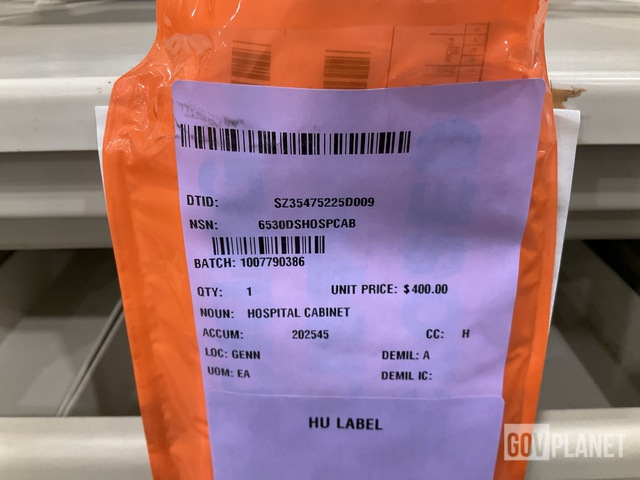 DTID: SZ35475225D009
NSN: 6530DSHOSPCAB
BATCH: 1007790386
QTY: 1 UNIT PRICE: $400.00
NOUN: HOSPITAL CABINET
ACCUM: 202545 CC: H
LOC: GENN DEMIL: A
UOM: EA DEMIL IC:
HU LABEL
GOVPLANET